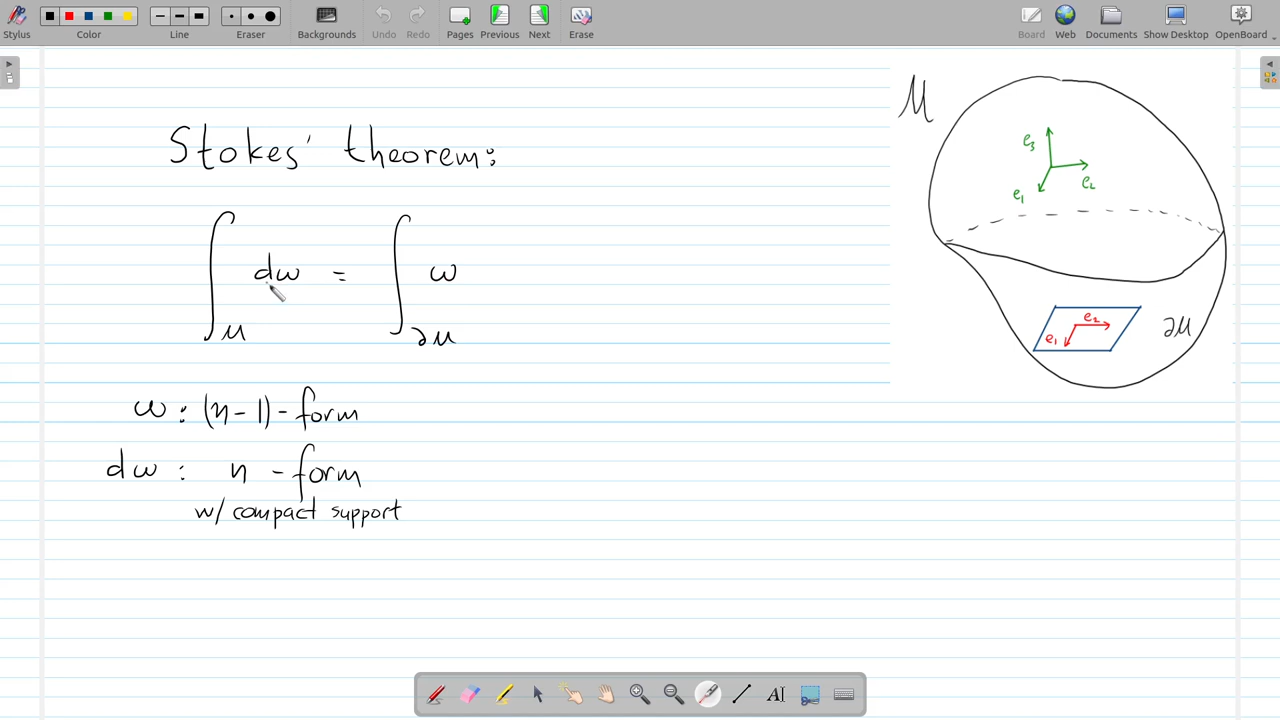 Stylus Color Line Eraser Backgrounds Undo Redo Pages Previous Next Erase Board Web Documents Show Desktop OpenBoard
M
Stokes' theorem:
e₃
e₂
e₁
∫_M dω = ∫_∂M ω
e₂
e₁
∂M
ω : (n-1)-form
dω : n-form
w/ compact support
AI